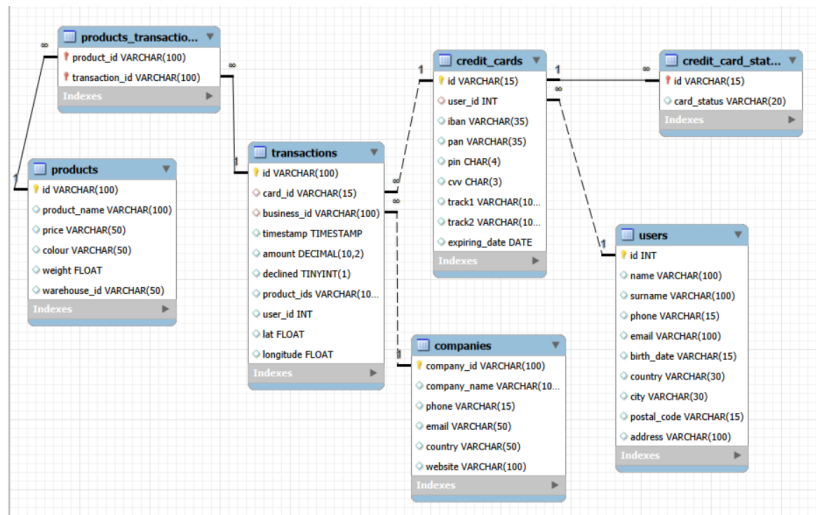 products_transactio...
product_id VARCHAR(100)
transaction_id VARCHAR(100)
Indexes
products
id VARCHAR(100)
product_name VARCHAR(100)
price VARCHAR(50)
colour VARCHAR(50)
weight FLOAT
warehouse_id VARCHAR(50)
Indexes
transactions
id VARCHAR(100)
card_id VARCHAR(15)
business_id VARCHAR(100)
timestamp TIMESTAMP
amount DECIMAL(10,2)
declined TINYINT(1)
product_ids VARCHAR(10...
user_id INT
lat FLOAT
longitude FLOAT
Indexes
credit_cards
id VARCHAR(15)
user_id INT
iban VARCHAR(35)
pan VARCHAR(35)
pin CHAR(4)
cvv CHAR(3)
track1 VARCHAR(10...
track2 VARCHAR(10...
expiring_date DATE
Indexes
credit_card_stat...
id VARCHAR(15)
card_status VARCHAR(20)
Indexes
companies
company_id VARCHAR(100)
company_name VARCHAR(10...
phone VARCHAR(15)
email VARCHAR(50)
country VARCHAR(50)
website VARCHAR(100)
Indexes
users
id INT
name VARCHAR(100)
surname VARCHAR(100)
phone VARCHAR(15)
email VARCHAR(100)
birth_date VARCHAR(15)
country VARCHAR(30)
city VARCHAR(30)
postal_code VARCHAR(15)
address VARCHAR(100)
Indexes
∞
1
∞
1
1
∞
1
∞
∞
1
∞
1